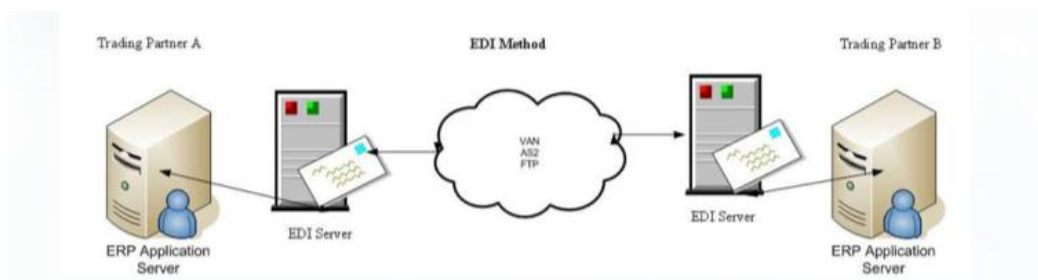 Trading Partner A
EDI Method
Trading Partner B
VAN
AS2
FTP
EDI Server
EDI Server
ERP Application
Server
ERP Application
Server